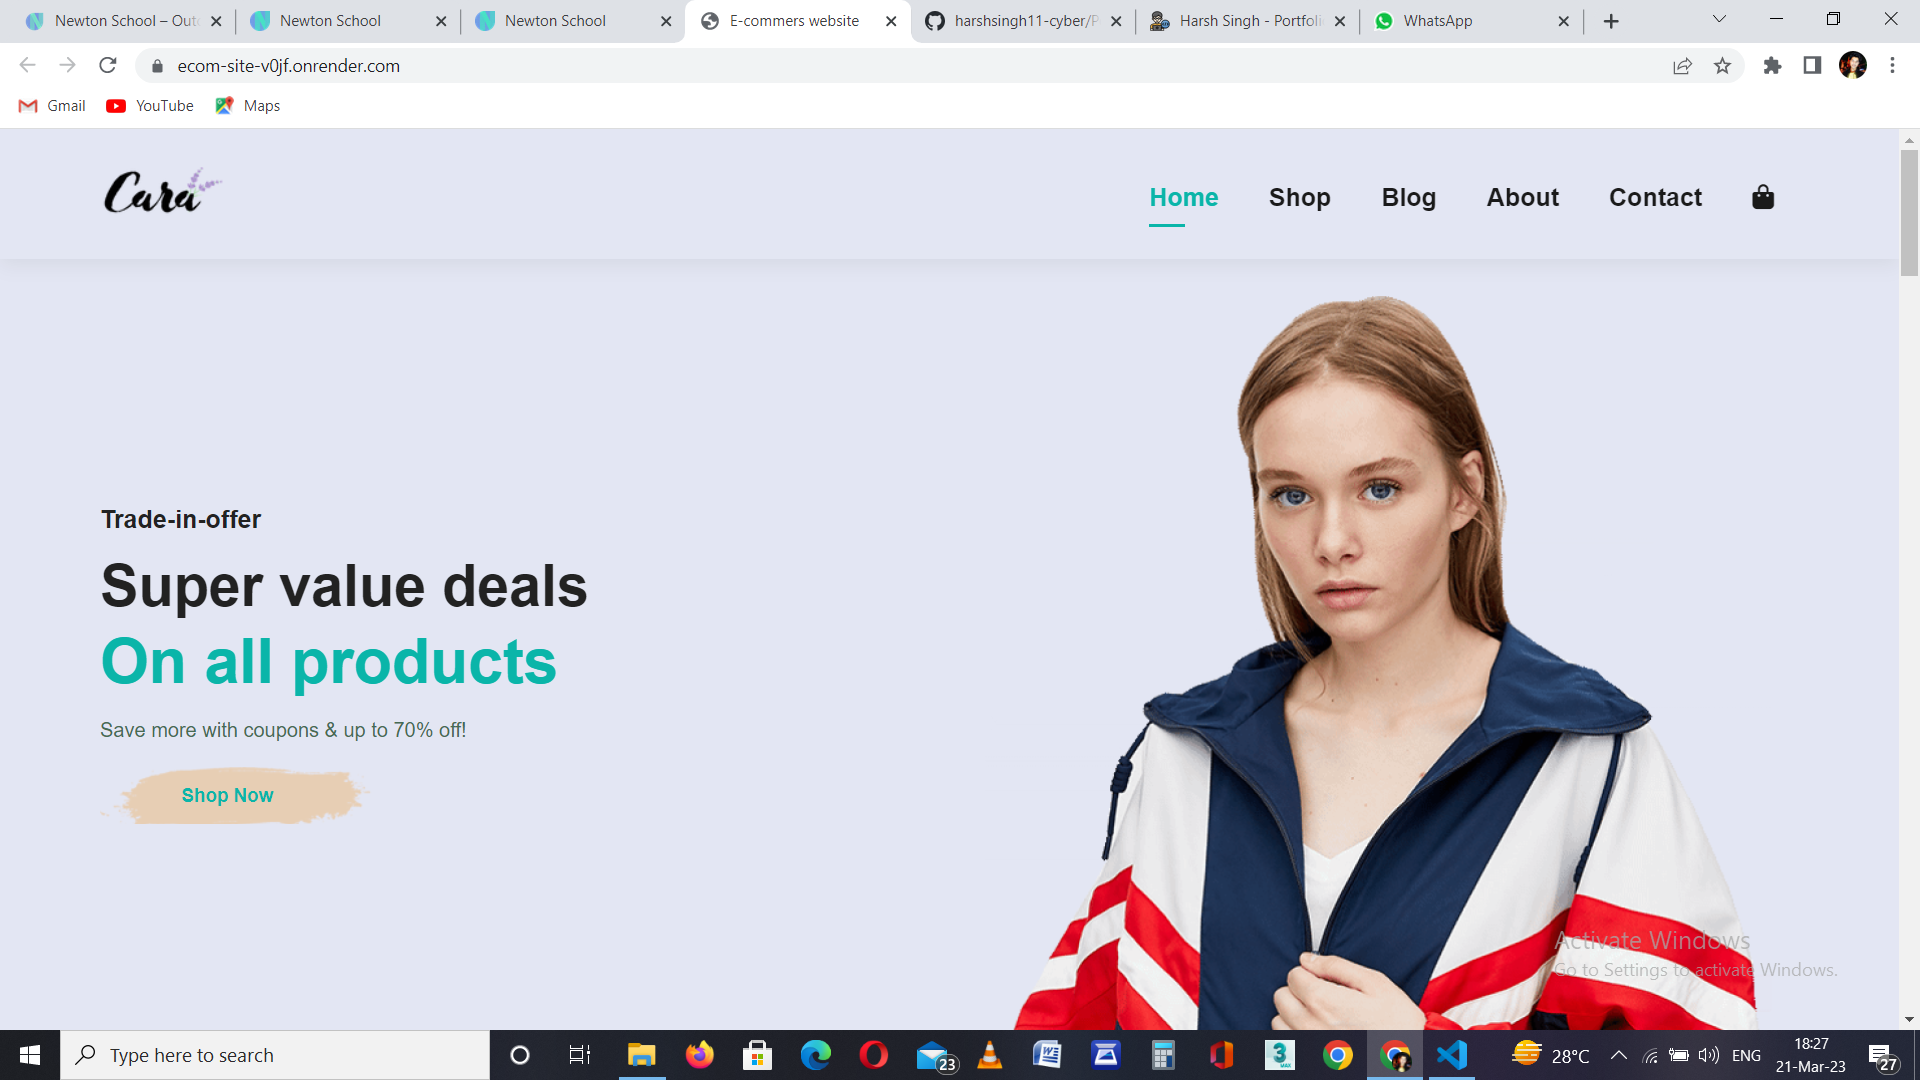 Newton School – Out
Newton School
Newton School
E-commers website
harshsingh11-cyber/P
Harsh Singh - Portfoli
WhatsApp
ecom-site-v0jf.onrender.com
Gmail
YouTube
Maps
Cara
Home
Shop
Blog
About
Contact
Trade-in-offer
Super value deals
On all products
Save more with coupons & up to 70% off!
Shop Now
Activate Windows
Go to Settings to activate Windows.
Type here to search
23
28°C
ENG
18:27
21-Mar-23
27